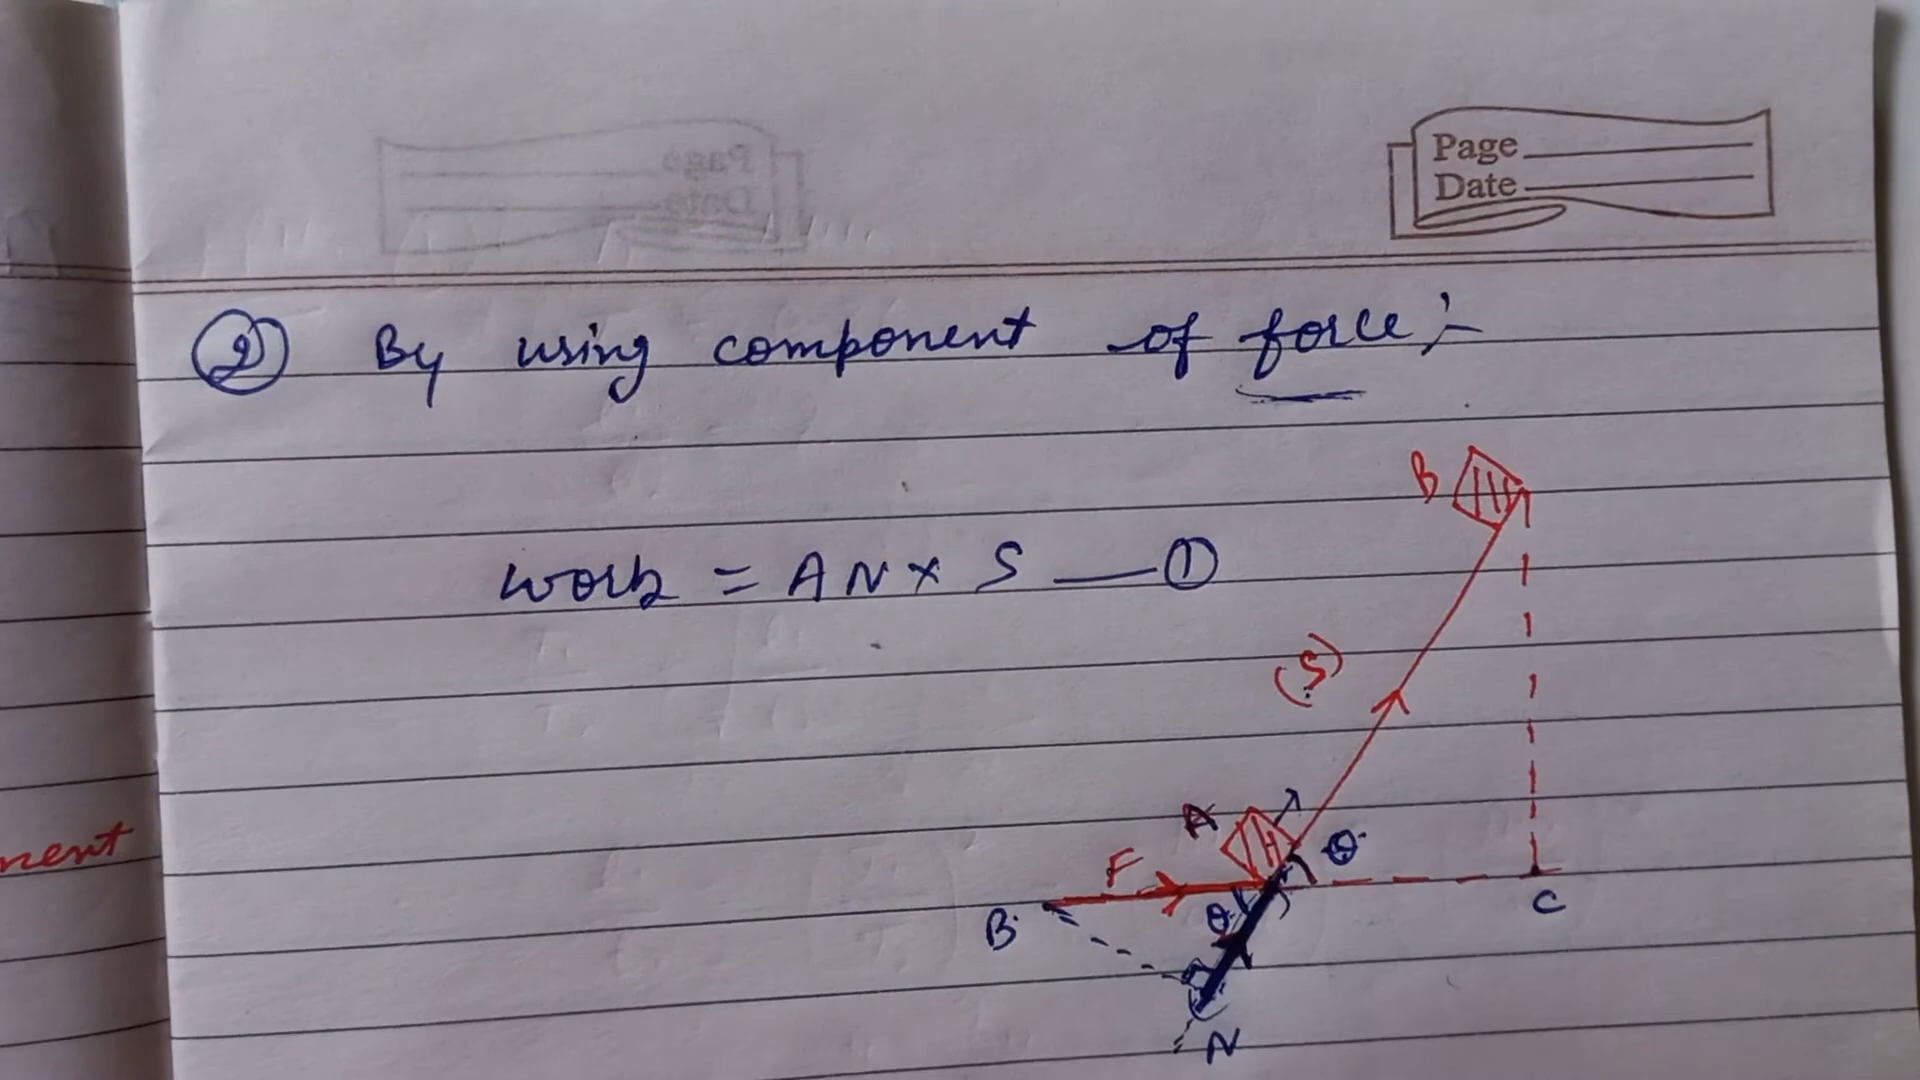 Page
Date
② By using component of force :-
work = AN × S — ①
B
(S)
A
F
θ
B
θ
C
N
nent